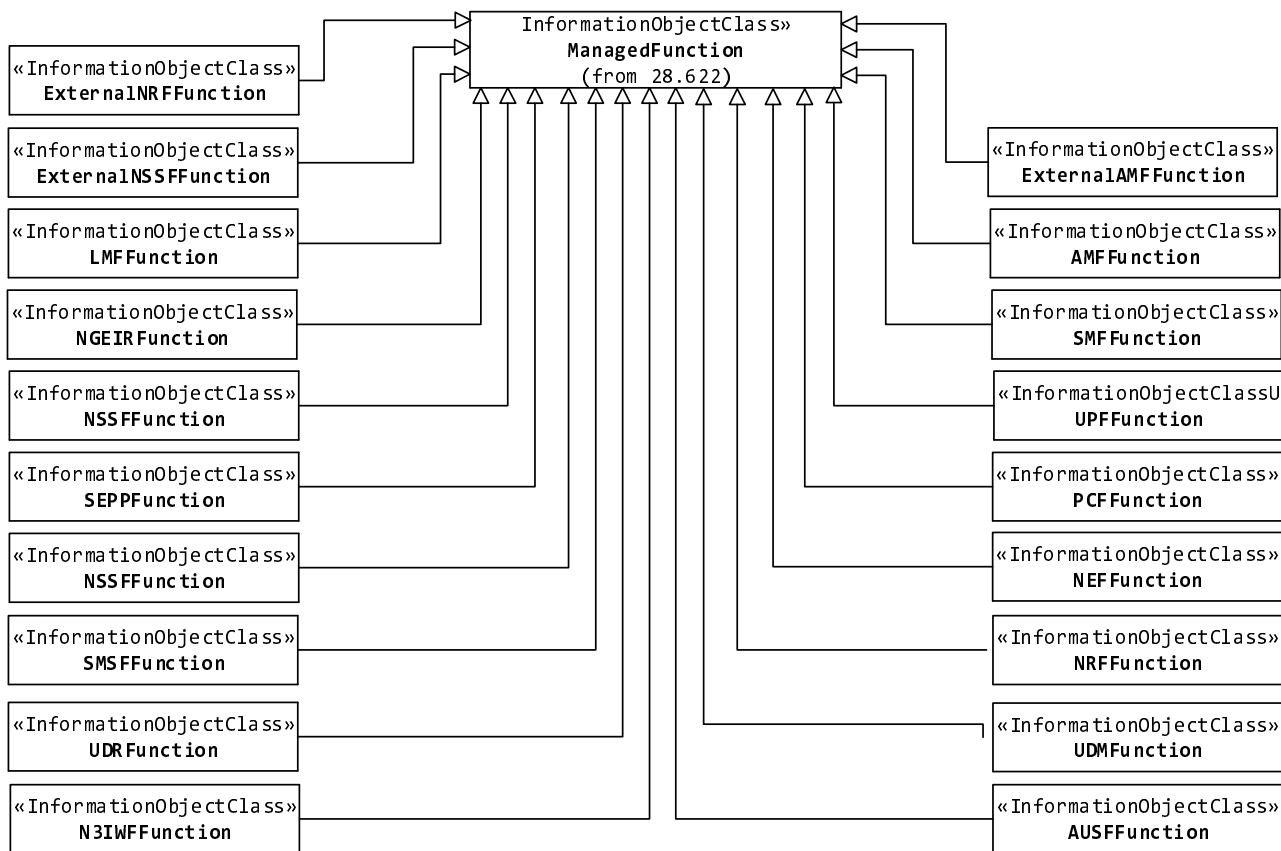 InformationObjectClass»
ManagedFunction
(from 28.622)
«InformationObjectClass»
ExternalNRFFunction
«InformationObjectClass»
ExternalNSSFFunction
«InformationObjectClass»
LMFFunction
«InformationObjectClass»
NGEIRFunction
«InformationObjectClass»
NSSFFunction
«InformationObjectClass»
SEPPFunction
«InformationObjectClass»
NSSFFunction
«InformationObjectClass»
SMSFFunction
«InformationObjectClass»
UDRFunction
«InformationObjectClass»
N3IWFFunction
«InformationObjectClass»
ExternalAMFFunction
«InformationObjectClass»
AMFFunction
«InformationObjectClass»
SMFFunction
«InformationObjectClassU
UPFFunction
«InformationObjectClass»
PCFFunction
«InformationObjectClass»
NEFFunction
«InformationObjectClass»
NRFFunction
«InformationObjectClass»
UDMFunction
«InformationObjectClass»
AUSFFunction